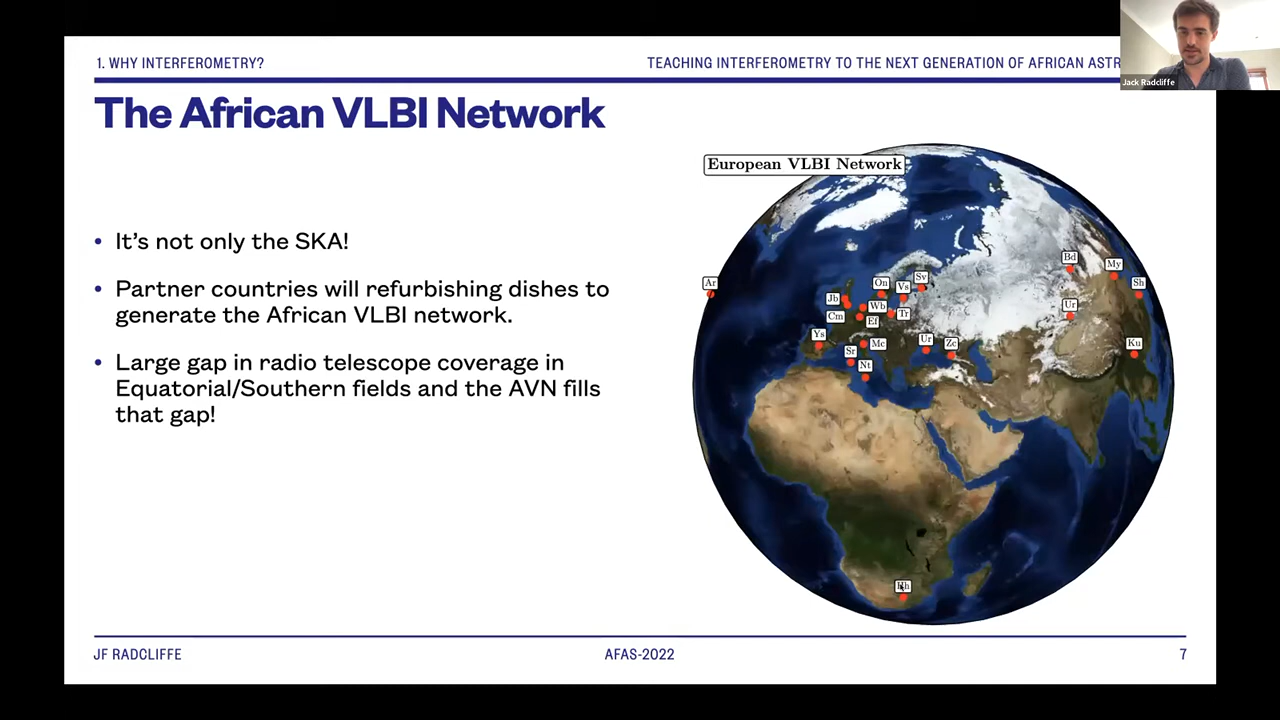 1. WHY INTERFEROMETRY?
TEACHING INTERFEROMETRY TO THE NEXT GENERATION OF AFRICAN ASTR
Jack Radcliffe
The African VLBI Network
• It's not only the SKA!
• Partner countries will refurbishing dishes to
generate the African VLBI network.
• Large gap in radio telescope coverage in
Equatorial/Southern fields and the AVN fills
that gap!
European VLBI Network
Ar
Jb
Cm
On
Sv
Vs
Wb
Ef
Tr
Ys
Sr
Mc
Nt
Ur
Zc
Bd
My
Sh
Ur
Ku
Hh
JF RADCLIFFE
AFAS-2022
7